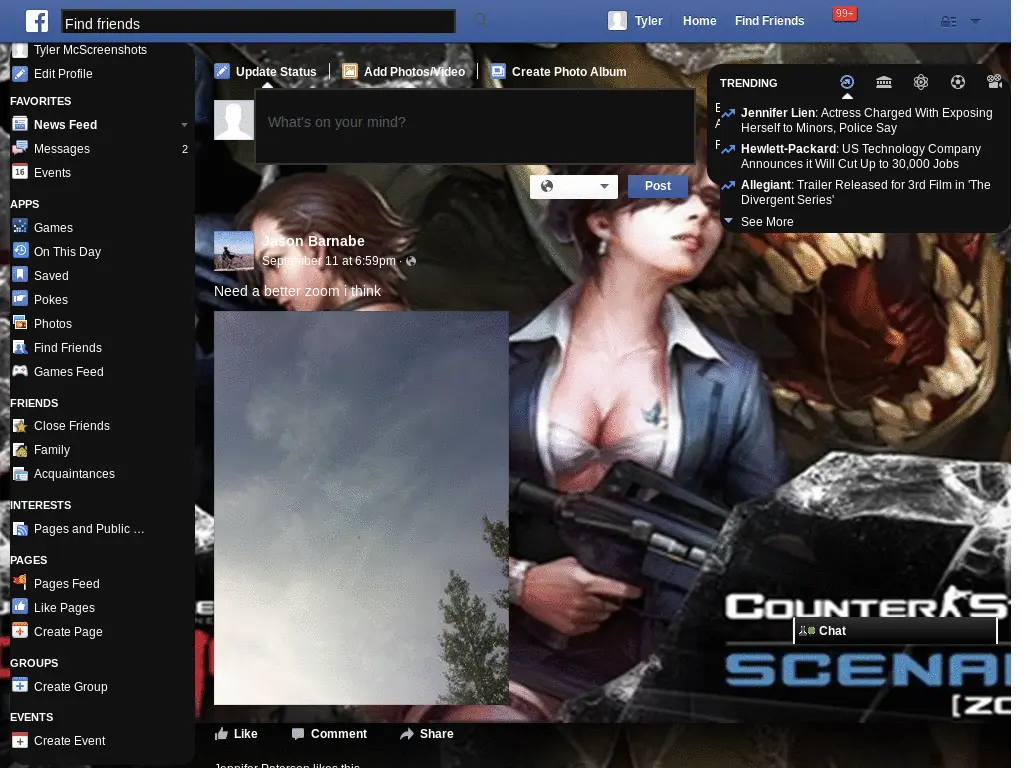 Find friends
Tyler
Home
Find Friends
99+
Tyler McScreenshots
Edit Profile
FAVORITES
News Feed
Messages 2
16 Events
APPS
Games
On This Day
Saved
Pokes
Photos
Find Friends
Games Feed
FRIENDS
Close Friends
Family
Acquaintances
INTERESTS
Pages and Public ...
PAGES
Pages Feed
Like Pages
Create Page
GROUPS
Create Group
EVENTS
Create Event
Update Status
Add Photos/Video
Create Photo Album
What's on your mind?
Post
Jason Barnabe
September 11 at 6:59pm ·
Need a better zoom i think
Like
Comment
Share
Jennifer Peterson likes this
TRENDING
Jennifer Lien: Actress Charged With Exposing
Herself to Minors, Police Say
Hewlett-Packard: US Technology Company
Announces it Will Cut Up to 30,000 Jobs
Allegiant: Trailer Released for 3rd Film in 'The
Divergent Series'
See More
COUNTER S
Chat
SCENA
[ZO